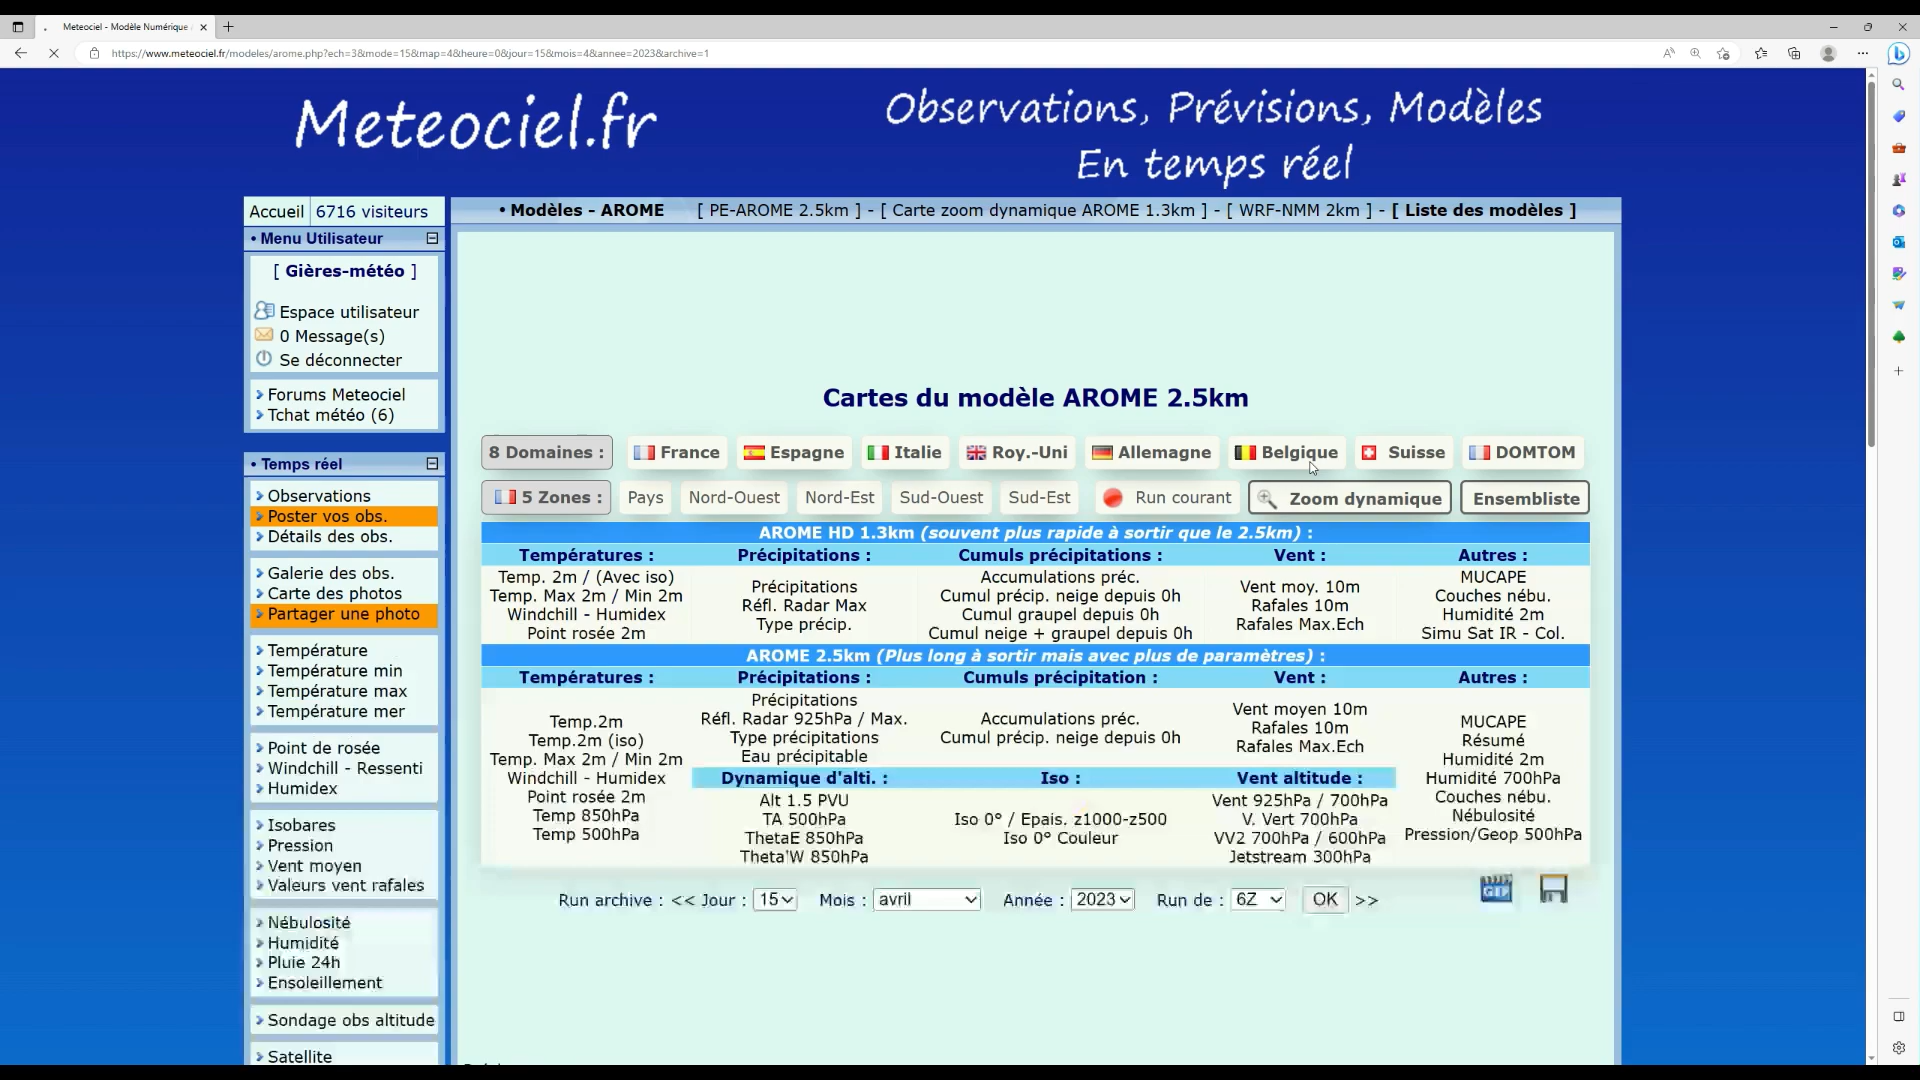 Meteociel - Modèle Numérique
https://www.meteociel.fr/modeles/arome.php?ech=3&mode=15&map=4&heure=0&jour=15&mois=4&annee=2023&archive=1
Meteociel.fr
Observations, Prévisions, Modèles
En temps réel
Accueil
6716 visiteurs
• Menu Utilisateur
[ Gières-météo ]
Espace utilisateur
0 Message(s)
Se déconnecter
Forums Meteociel
Tchat météo (6)
• Temps réel
Observations
Poster vos obs.
Détails des obs.
Galerie des obs.
Carte des photos
Partager une photo
Température
Température min
Température max
Température mer
Point de rosée
Windchill - Ressenti
Humidex
Isobares
Pression
Vent moyen
Valeurs vent rafales
Nébulosité
Humidité
Pluie 24h
Ensoleillement
Sondage obs altitude
Satellite
• Modèles - AROME [ PE-AROME 2.5km ] - [ Carte zoom dynamique AROME 1.3km ] - [ WRF-NMM 2km ] - [ Liste des modèles ]
Cartes du modèle AROME 2.5km
8 Domaines : France Espagne Italie Roy.-Uni Allemagne Belgique Suisse DOMTOM
5 Zones : Pays Nord-Ouest Nord-Est Sud-Ouest Sud-Est Run courant Zoom dynamique Ensembliste
AROME HD 1.3km (souvent plus rapide à sortir que le 2.5km) :
Températures : Précipitations : Cumuls précipitations : Vent : Autres :
Temp. 2m / (Avec iso)
Temp. Max 2m / Min 2m
Windchill - Humidex
Point rosée 2m
Précipitations
Réfl. Radar Max
Type précip.
Accumulations préc.
Cumul précip. neige depuis 0h
Cumul graupel depuis 0h
Cumul neige + graupel depuis 0h
Vent moy. 10m
Rafales 10m
Rafales Max.Ech
MUCAPE
Couches nébu.
Humidité 2m
Simu Sat IR - Col.
AROME 2.5km (Plus long à sortir mais avec plus de paramètres) :
Températures : Précipitations : Cumuls précipitation : Vent : Autres :
Temp.2m
Temp.2m (iso)
Temp. Max 2m / Min 2m
Windchill - Humidex
Point rosée 2m
Temp 850hPa
Temp 500hPa
Précipitations
Réfl. Radar 925hPa / Max.
Type précipitations
Eau précipitable
Accumulations préc.
Cumul précip. neige depuis 0h
Vent moyen 10m
Rafales 10m
Rafales Max.Ech
Dynamique d'alti. : Iso : Vent altitude :
Alt 1.5 PVU
TA 500hPa
ThetaE 850hPa
Theta'W 850hPa
Iso 0° / Epais. z1000-z500
Iso 0° Couleur
Vent 925hPa / 700hPa
V. Vert 700hPa
VV2 700hPa / 600hPa
Jetstream 300hPa
MUCAPE
Résumé
Humidité 2m
Humidité 700hPa
Couches nébu.
Nébulosité
Pression/Geop 500hPa
Run archive : << Jour : 15 Mois : avril Année : 2023 Run de : 6Z OK >>
GIF